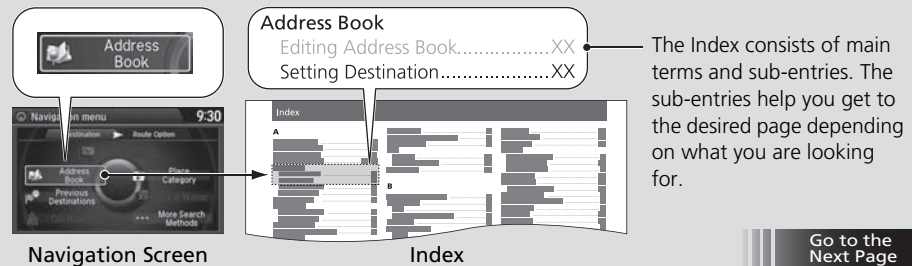 Address
Book
Address Book
Editing Address Book..................XX
Setting Destination.....................XX
The Index consists of main
terms and sub-entries. The
sub-entries help you get to
the desired page depending
on what you are looking
for.
Navigation menu 9:30
Destination Route Option
Address
Book
Place
Category
Previous
Destinations
More Search
Methods
Index
A
B
Navigation Screen
Index
Go to the
Next Page